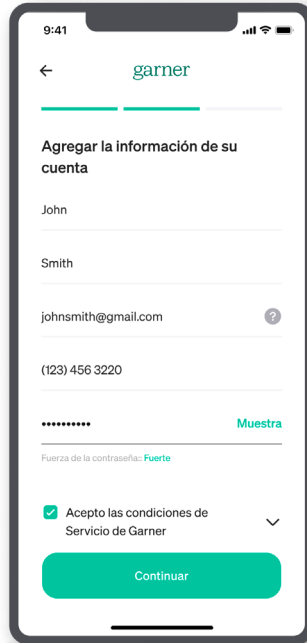 9:41
garner
Agregar la información de su
cuenta
John
Smith
johnsmith@gmail.com ?
(123) 456 3220
•••••••••• Muestra
Fuerza de la contraseña:: Fuerte
Acepto las condiciones de
Servicio de Garner
Continuar